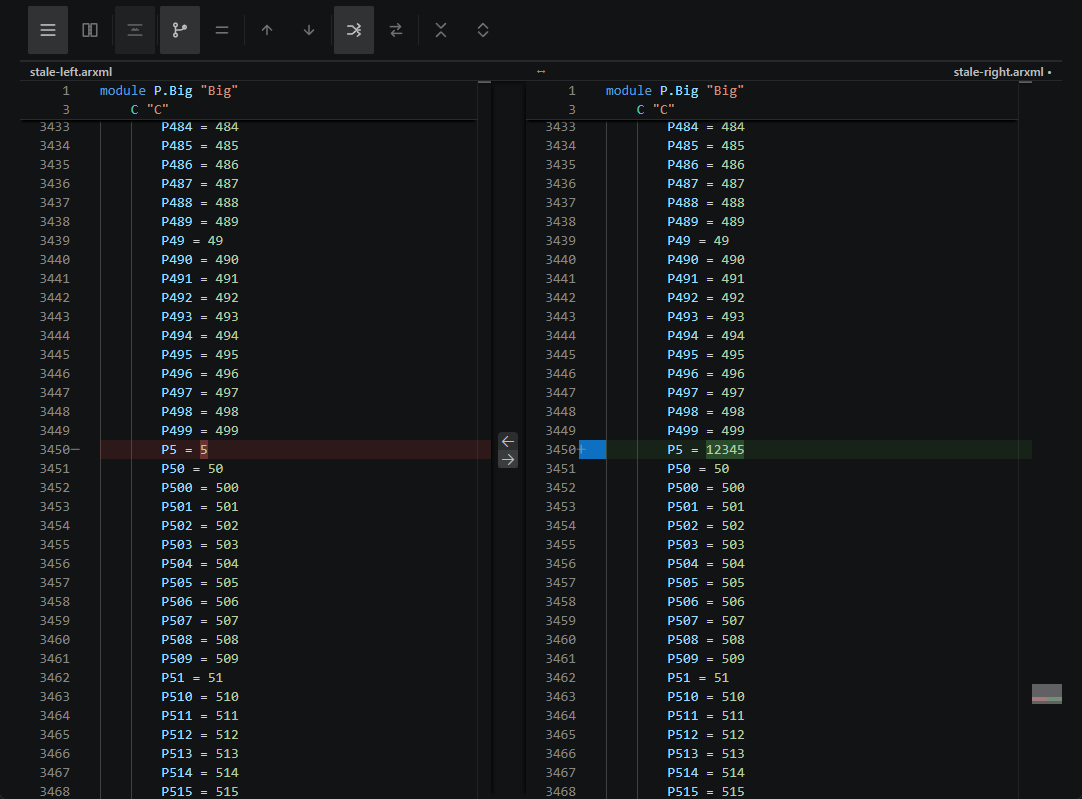 stale-left.arxml ↔ stale-right.arxml •
1 module P.Big "Big" 1 module P.Big "Big"
3 C "C" 3 C "C"
3433 P484 = 484 3433 P484 = 484
3434 P485 = 485 3434 P485 = 485
3435 P486 = 486 3435 P486 = 486
3436 P487 = 487 3436 P487 = 487
3437 P488 = 488 3437 P488 = 488
3438 P489 = 489 3438 P489 = 489
3439 P49 = 49 3439 P49 = 49
3440 P490 = 490 3440 P490 = 490
3441 P491 = 491 3441 P491 = 491
3442 P492 = 492 3442 P492 = 492
3443 P493 = 493 3443 P493 = 493
3444 P494 = 494 3444 P494 = 494
3445 P495 = 495 3445 P495 = 495
3446 P496 = 496 3446 P496 = 496
3447 P497 = 497 3447 P497 = 497
3448 P498 = 498 3448 P498 = 498
3449 P499 = 499 3449 P499 = 499
3450− P5 = 5 3450+ P5 = 12345
3451 P50 = 50 3451 P50 = 50
3452 P500 = 500 3452 P500 = 500
3453 P501 = 501 3453 P501 = 501
3454 P502 = 502 3454 P502 = 502
3455 P503 = 503 3455 P503 = 503
3456 P504 = 504 3456 P504 = 504
3457 P505 = 505 3457 P505 = 505
3458 P506 = 506 3458 P506 = 506
3459 P507 = 507 3459 P507 = 507
3460 P508 = 508 3460 P508 = 508
3461 P509 = 509 3461 P509 = 509
3462 P51 = 51 3462 P51 = 51
3463 P510 = 510 3463 P510 = 510
3464 P511 = 511 3464 P511 = 511
3465 P512 = 512 3465 P512 = 512
3466 P513 = 513 3466 P513 = 513
3467 P514 = 514 3467 P514 = 514
3468 P515 = 515 3468 P515 = 515